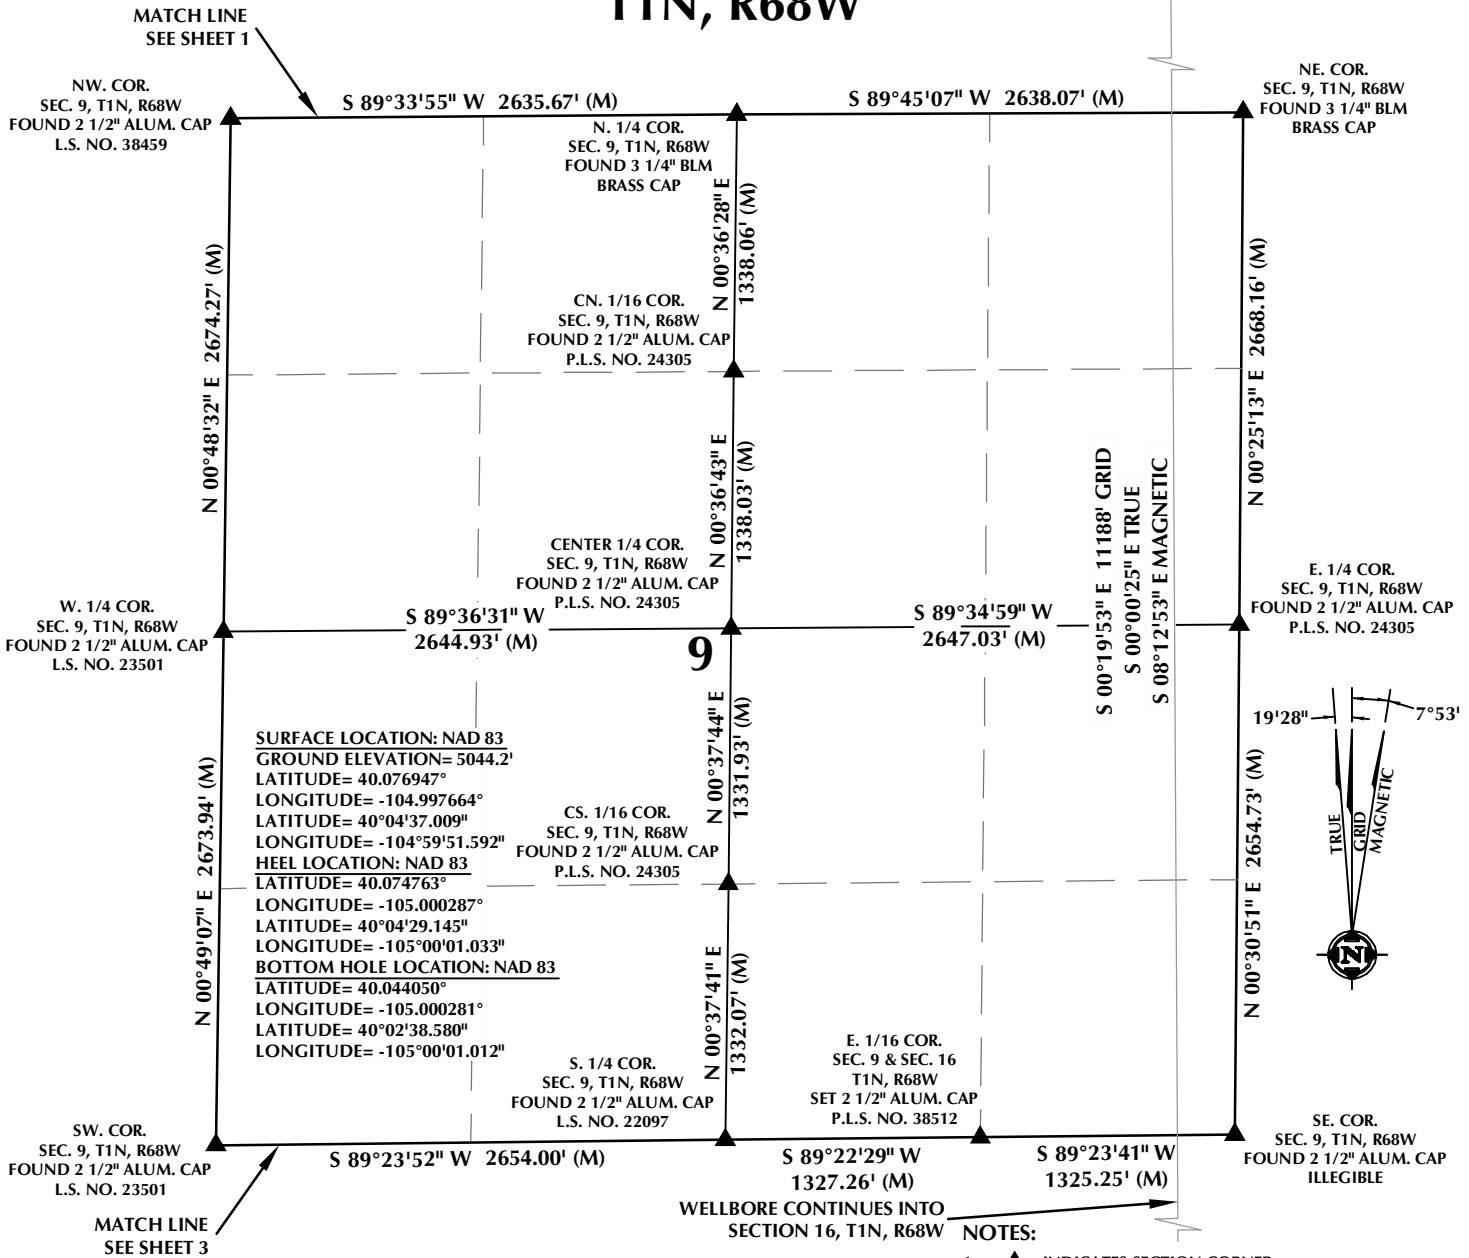 T1N, R68W
MATCH LINE
SEE SHEET 1
NW. COR.
SEC. 9, T1N, R68W
FOUND 2 1/2" ALUM. CAP
L.S. NO. 38459
S 89°33'55" W 2635.67' (M)
S 89°45'07" W 2638.07' (M)
NE. COR.
SEC. 9, T1N, R68W
FOUND 3 1/4" BLM
BRASS CAP
N. 1/4 COR.
SEC. 9, T1N, R68W
FOUND 3 1/4" BLM
BRASS CAP
N 00°36'28" E
1338.06' (M)
N 00°48'32" E 2674.27' (M)
N 00°25'13" E 2668.16' (M)
CN. 1/16 COR.
SEC. 9, T1N, R68W
FOUND 2 1/2" ALUM. CAP
P.L.S. NO. 24305
N 00°36'43" E
1338.03' (M)
S 00°19'53" E 11188' GRID
S 00°00'25" E TRUE
S 08°12'53" E MAGNETIC
CENTER 1/4 COR.
SEC. 9, T1N, R68W
FOUND 2 1/2" ALUM. CAP
P.L.S. NO. 24305
W. 1/4 COR.
SEC. 9, T1N, R68W
FOUND 2 1/2" ALUM. CAP
L.S. NO. 23501
S 89°36'31" W
2644.93' (M)
S 89°34'59" W
2647.03' (M)
E. 1/4 COR.
SEC. 9, T1N, R68W
FOUND 2 1/2" ALUM. CAP
P.L.S. NO. 24305
9
19'28"
7°53'
TRUE
GRID
MAGNETIC
N
SURFACE LOCATION: NAD 83
GROUND ELEVATION= 5044.2'
LATITUDE= 40.076947°
LONGITUDE= -104.997664°
LATITUDE= 40°04'37.009"
LONGITUDE= -104°59'51.592"
HEEL LOCATION: NAD 83
LATITUDE= 40.074763°
LONGITUDE= -105.000287°
LATITUDE= 40°04'29.145"
LONGITUDE= -105°00'01.033"
BOTTOM HOLE LOCATION: NAD 83
LATITUDE= 40.044050°
LONGITUDE= -105.000281°
LATITUDE= 40°02'38.580"
LONGITUDE= -105°00'01.012"
N 00°37'44" E
1331.93' (M)
N 00°49'07" E 2673.94' (M)
N 00°30'51" E 2654.73' (M)
CS. 1/16 COR.
SEC. 9, T1N, R68W
FOUND 2 1/2" ALUM. CAP
P.L.S. NO. 24305
N 00°37'41" E
1332.07' (M)
S. 1/4 COR.
SEC. 9, T1N, R68W
FOUND 2 1/2" ALUM. CAP
L.S. NO. 22097
E. 1/16 COR.
SEC. 9 & SEC. 16
T1N, R68W
SET 2 1/2" ALUM. CAP
P.L.S. NO. 38512
SW. COR.
SEC. 9, T1N, R68W
FOUND 2 1/2" ALUM. CAP
L.S. NO. 23501
SE. COR.
SEC. 9, T1N, R68W
FOUND 2 1/2" ALUM. CAP
ILLEGIBLE
S 89°23'52" W 2654.00' (M)
S 89°22'29" W
1327.26' (M)
S 89°23'41" W
1325.25' (M)
MATCH LINE
SEE SHEET 3
WELLBORE CONTINUES INTO
SECTION 16, T1N, R68W
NOTES:
INDICATES SECTION CORNER